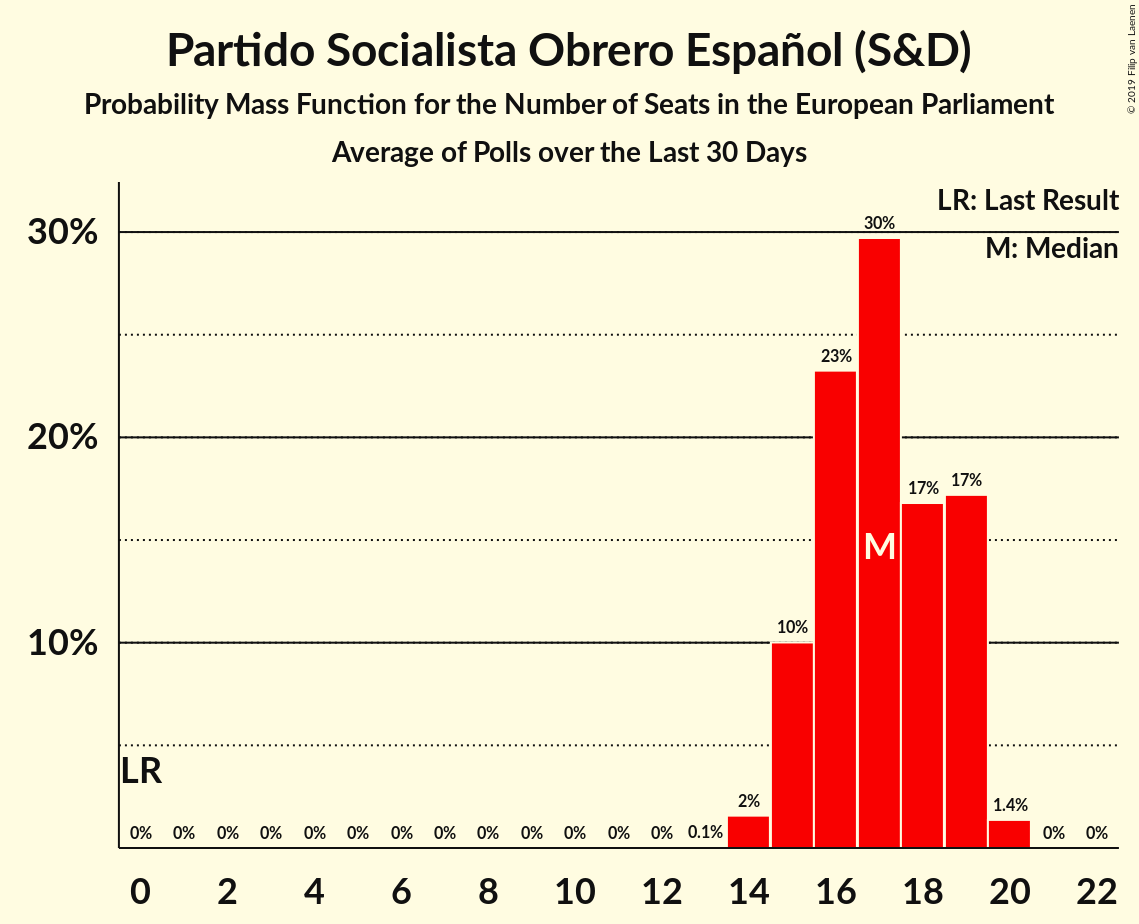 Partido Socialista Obrero Español (S&D)
Probability Mass Function for the Number of Seats in the European Parliament
Average of Polls over the Last 30 Days
© 2019 Filip van Laenen
LR: Last Result
M: Median
30%
20%
10%
30%
23%
17%
17%
10%
M
LR
2%
1.4%
0% 0% 0% 0% 0% 0% 0% 0% 0% 0% 0% 0% 0% 0.1% 0% 0%
0 2 4 6 8 10 12 14 16 18 20 22